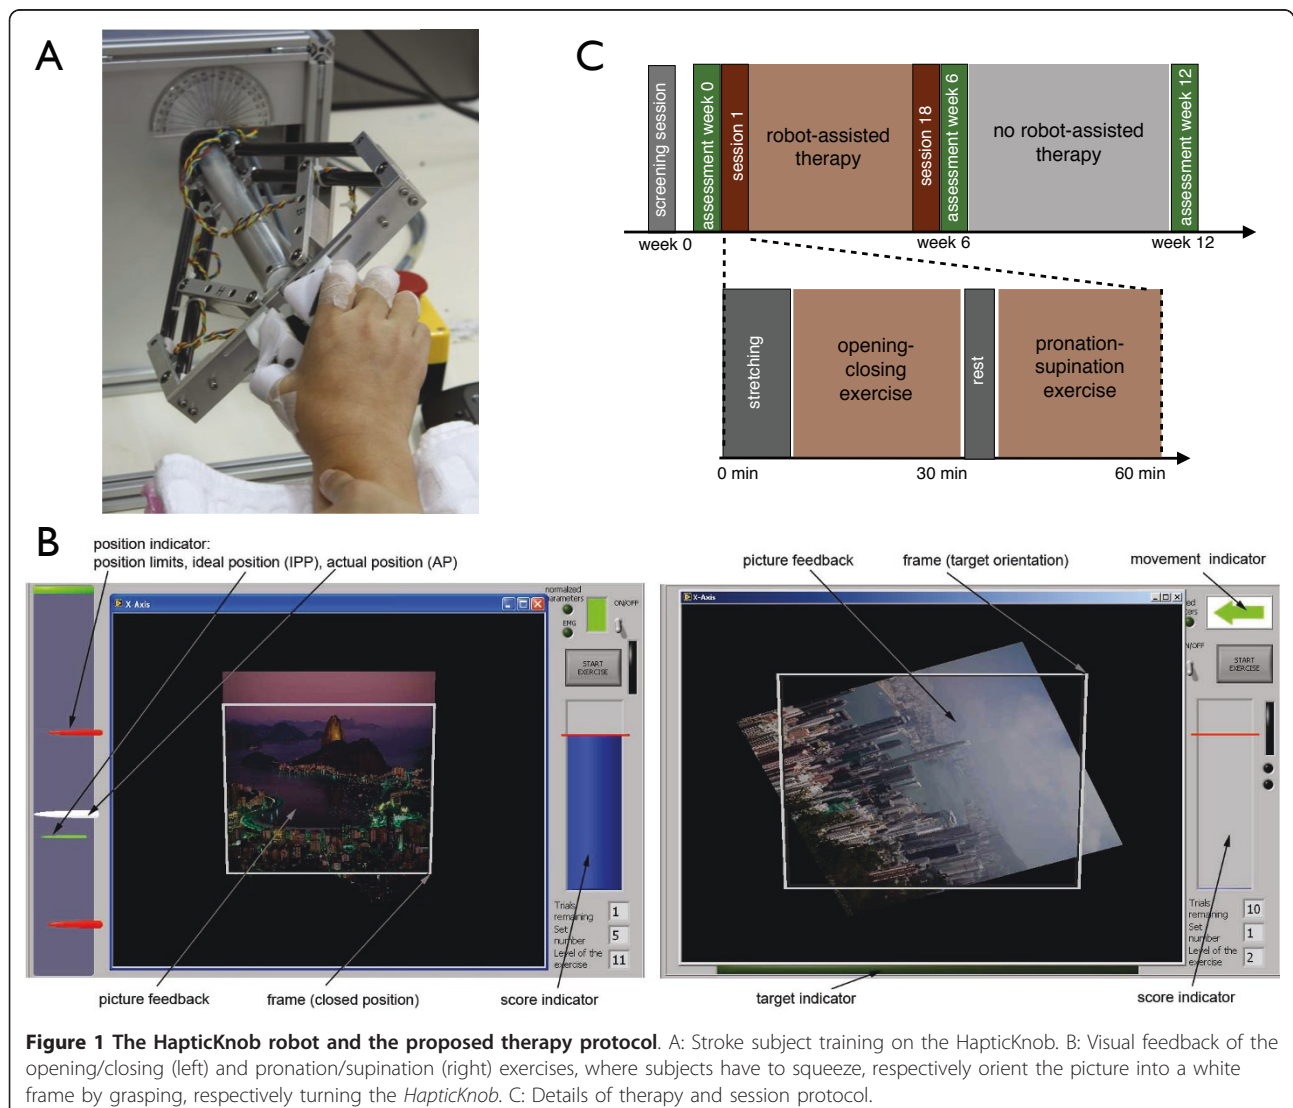 A
C
screening session
assessment week 0
session 1
robot-assisted
therapy
session 18
assessment week 6
no robot-assisted
therapy
assessment week 12
week 0
week 6
week 12
stretching
opening-
closing
exercise
rest
pronation-
supination
exercise
0 min
30 min
60 min
B
position indicator:
position limits, ideal position (IPP), actual position (AP)
picture feedback
frame (target orientation)
movement indicator
X Axis
normalized
parameters
EMG
ON/OFF
START
EXERCISE
Trials
remaining
1
Set
number
5
Level of the
exercise
11
picture feedback
frame (closed position)
score indicator
X-Axis
ed
ters
N/OFF
START
EXERCISE
Trials
remaining
10
Set
number
1
Level of the
exercise
2
target indicator
score indicator
Figure 1 The HapticKnob robot and the proposed therapy protocol. A: Stroke subject training on the HapticKnob. B: Visual feedback of the
opening/closing (left) and pronation/supination (right) exercises, where subjects have to squeeze, respectively orient the picture into a white
frame by grasping, respectively turning the HapticKnob. C: Details of therapy and session protocol.